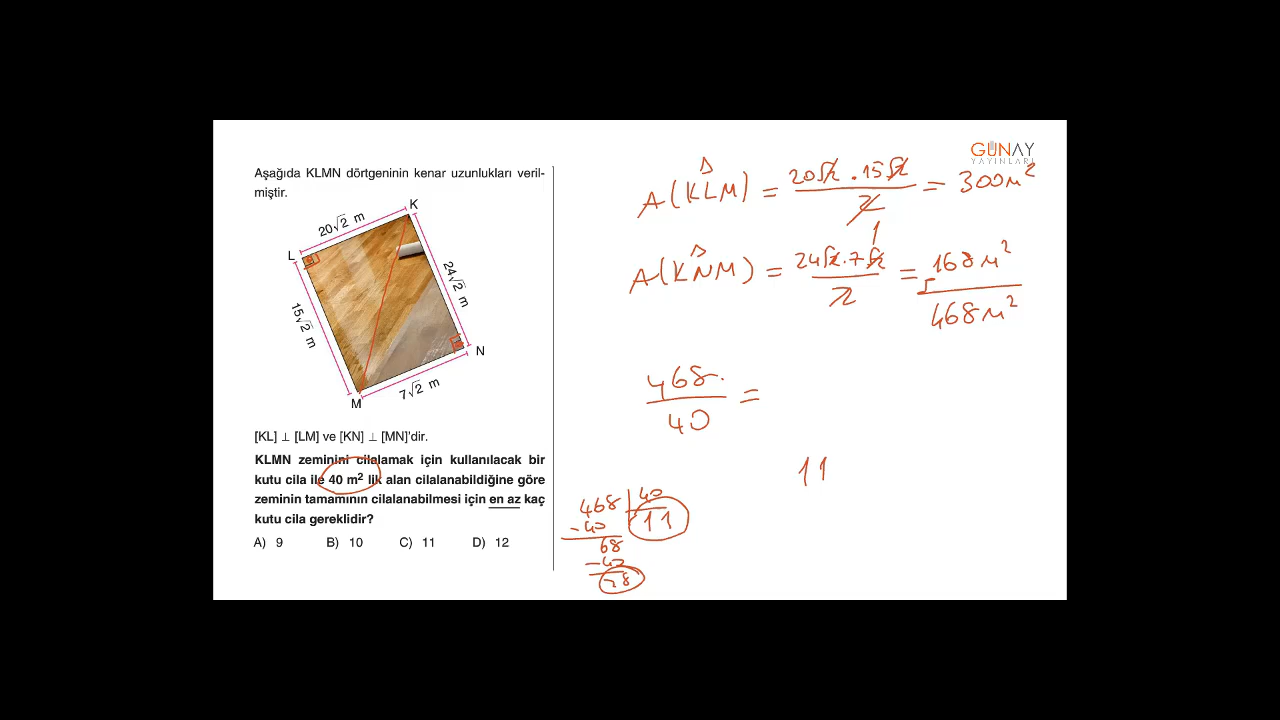 Aşağıda KLMN dörtgeninin kenar uzunlukları veril-
miştir.
K
20√2 m
L
24√2 m
15√2 m
N
7√2 m
M
[KL] ⊥ [LM] ve [KN] ⊥ [MN]'dir.
KLMN zeminini cilalamak için kullanılacak bir
kutu cila ile 40 m² lik alan cilalanabildiğine göre
zeminin tamamının cilalanabilmesi için en az kaç
kutu cila gereklidir?
A) 9 B) 10 C) 11 D) 12
GÜNAY
YAYINLARI
A(KLM) = 20√2 . 15√2 / 2 = 300 m²
1
A(KNM) = 24√2 . 7√2 / 2 = 168 m²
468 m²
468 / 40 =
11
468 | 40
-40 11
68
-40
28